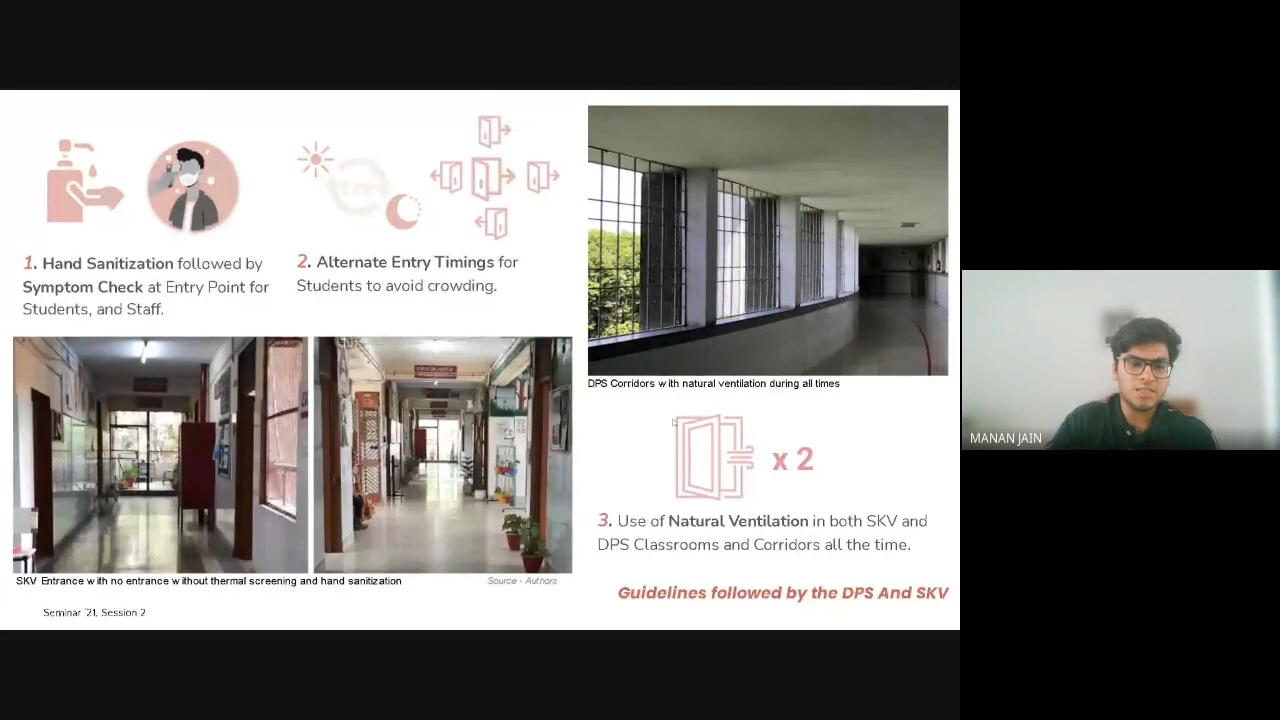 1. Hand Sanitization followed by
Symptom Check at Entry Point for
Students, and Staff.
2. Alternate Entry Timings for
Students to avoid crowding.
SKV Entrance with no entrance without thermal screening and hand sanitization
Source - Authors
Seminar '21, Session 2
DPS Corridors with natural ventilation during all times
x 2
3. Use of Natural Ventilation in both SKV and
DPS Classrooms and Corridors all the time.
Guidelines followed by the DPS And SKV
MANAN JAIN